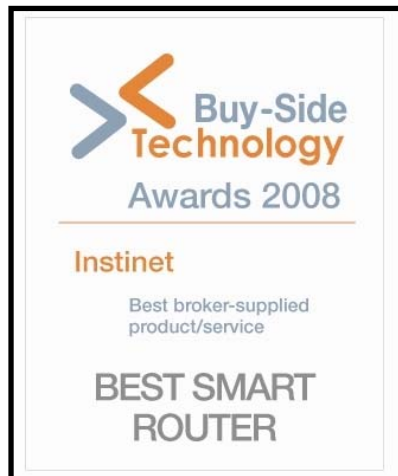 Buy-Side
Technology
Awards 2008
Instinet
Best broker-supplied
product/service
BEST SMART
ROUTER